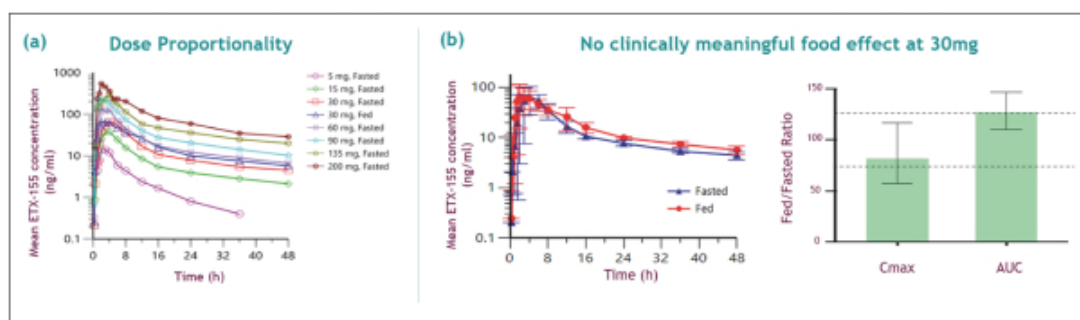 (a) Dose Proportionality
1000
100
10
1
0.1
Mean ETX-155 concentration
(ng/ml)
0 8 16 24 32 40 48
Time (h)
5 mg, Fasted
15 mg, Fasted
30 mg, Fasted
30 mg, Fed
60 mg, Fasted
90 mg, Fasted
135 mg, Fasted
200 mg, Fasted
(b) No clinically meaningful food effect at 30mg
100
10
1
0.1
Mean ETX-155 concentration
(ng/ml)
0 8 16 24 32 40 48
Time (h)
Fasted
Fed
150
100
50
0
Fed/Fasted Ratio
Cmax AUC